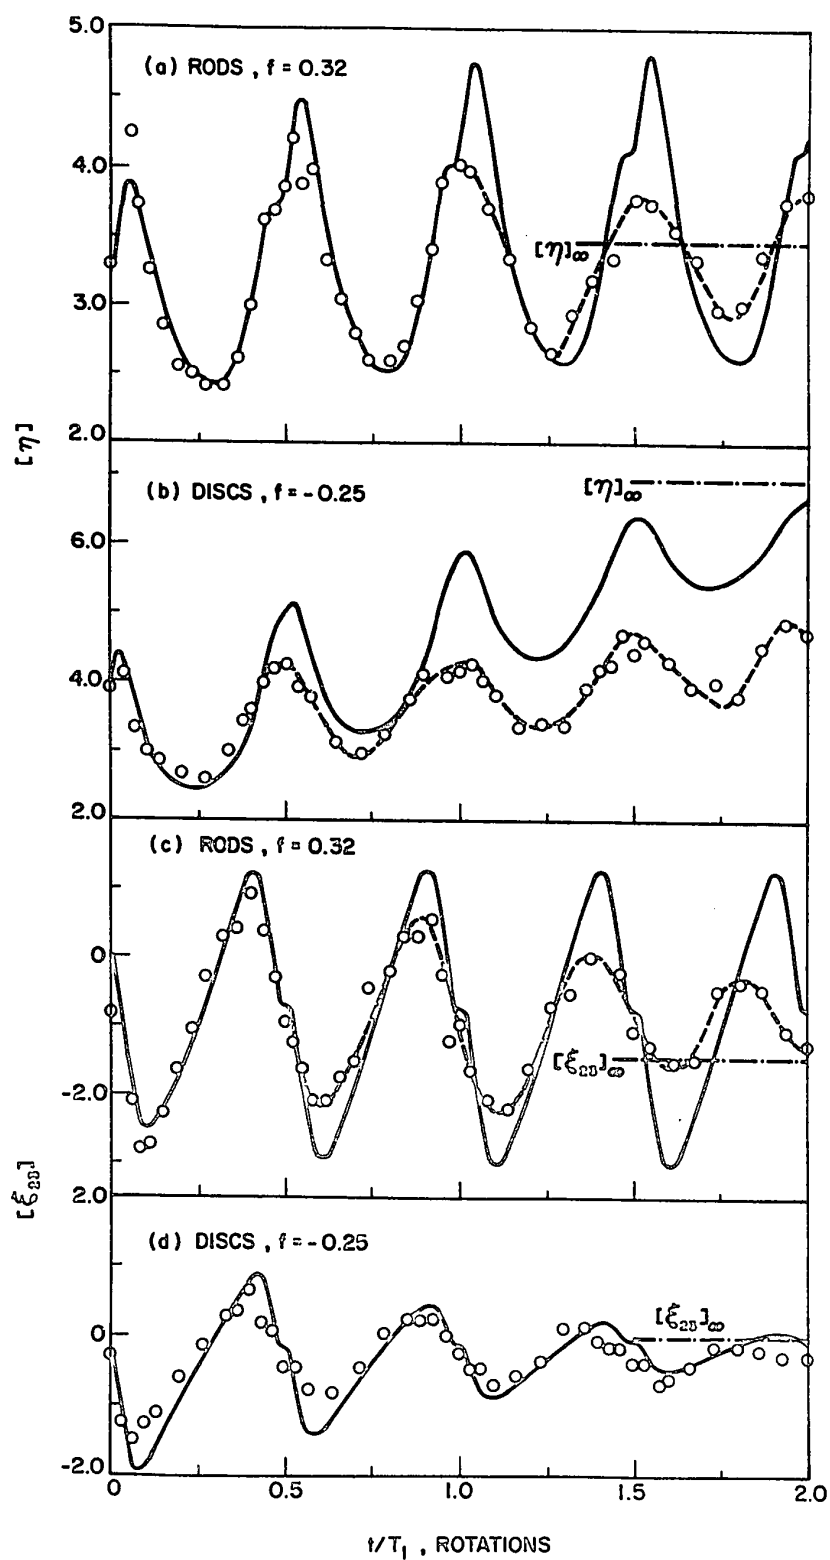 5.0
(a) RODS , f = 0.32
4.0
[η]∞
3.0
2.0
[η]
(b) DISCS , f = -0.25
[η]∞
6.0
4.0
2.0
(c) RODS , f = 0.32
0
[ξ₂₃]∞
-2.0
[ξ₂₃]
2.0
(d) DISCS , f = -0.25
[ξ₂₃]∞
0
-2.0
0 0.5 1.0 1.5 2.0
t/T₁ , ROTATIONS